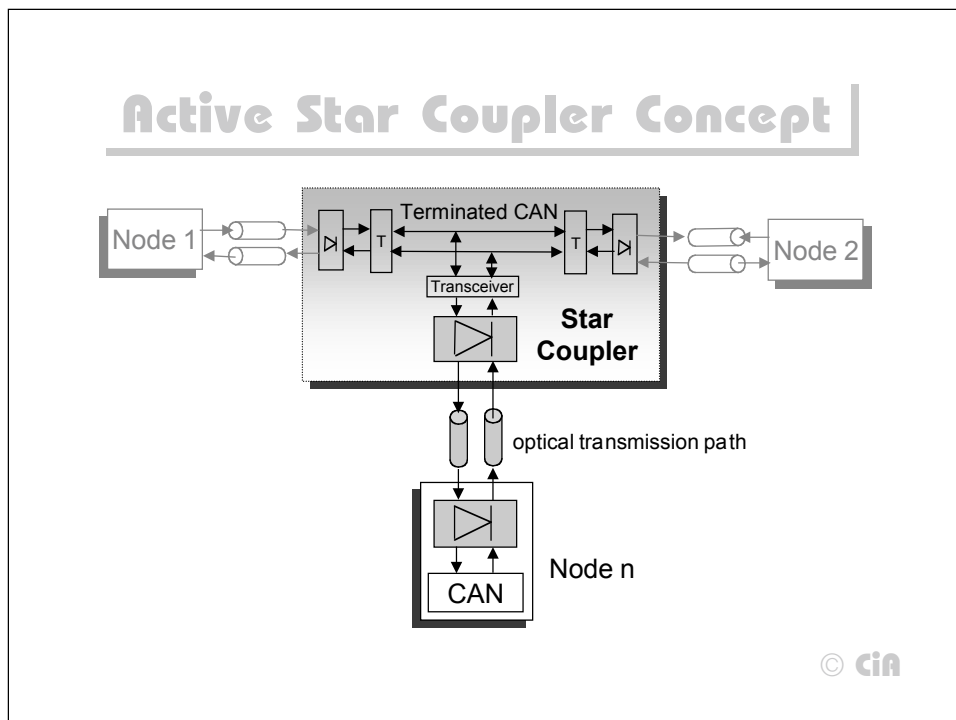 Active Star Coupler Concept
Terminated CAN
Node 1
T
T
Node 2
Transceiver
Star
Coupler
optical transmission path
Node n
CAN
© CiA